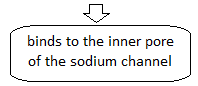 binds to the inner pore
of the sodium channel